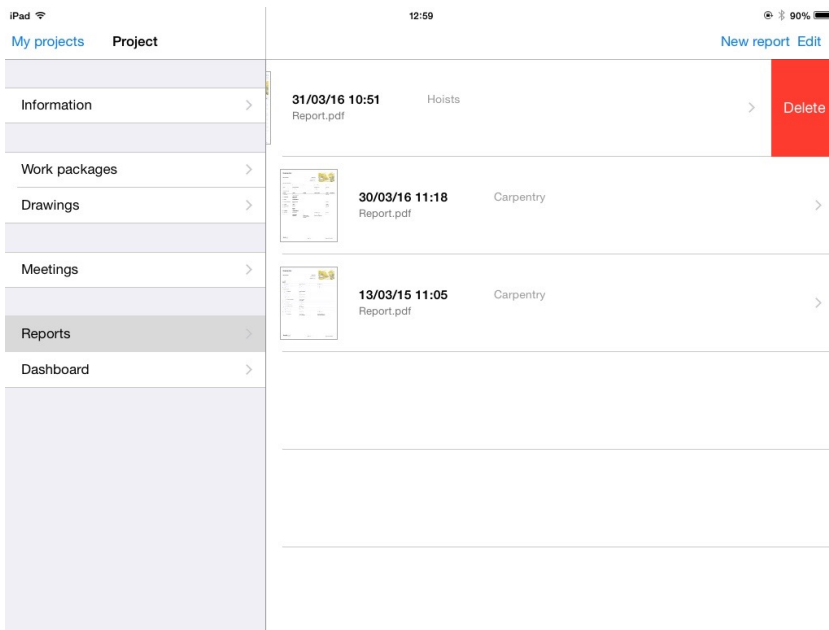 iPad 12:59 90%
My projects Project New report Edit
Information
Work packages
Drawings
Meetings
Reports
Dashboard
31/03/16 10:51 Hoists
Report.pdf
Delete
30/03/16 11:18 Carpentry
Report.pdf
13/03/15 11:05 Carpentry
Report.pdf